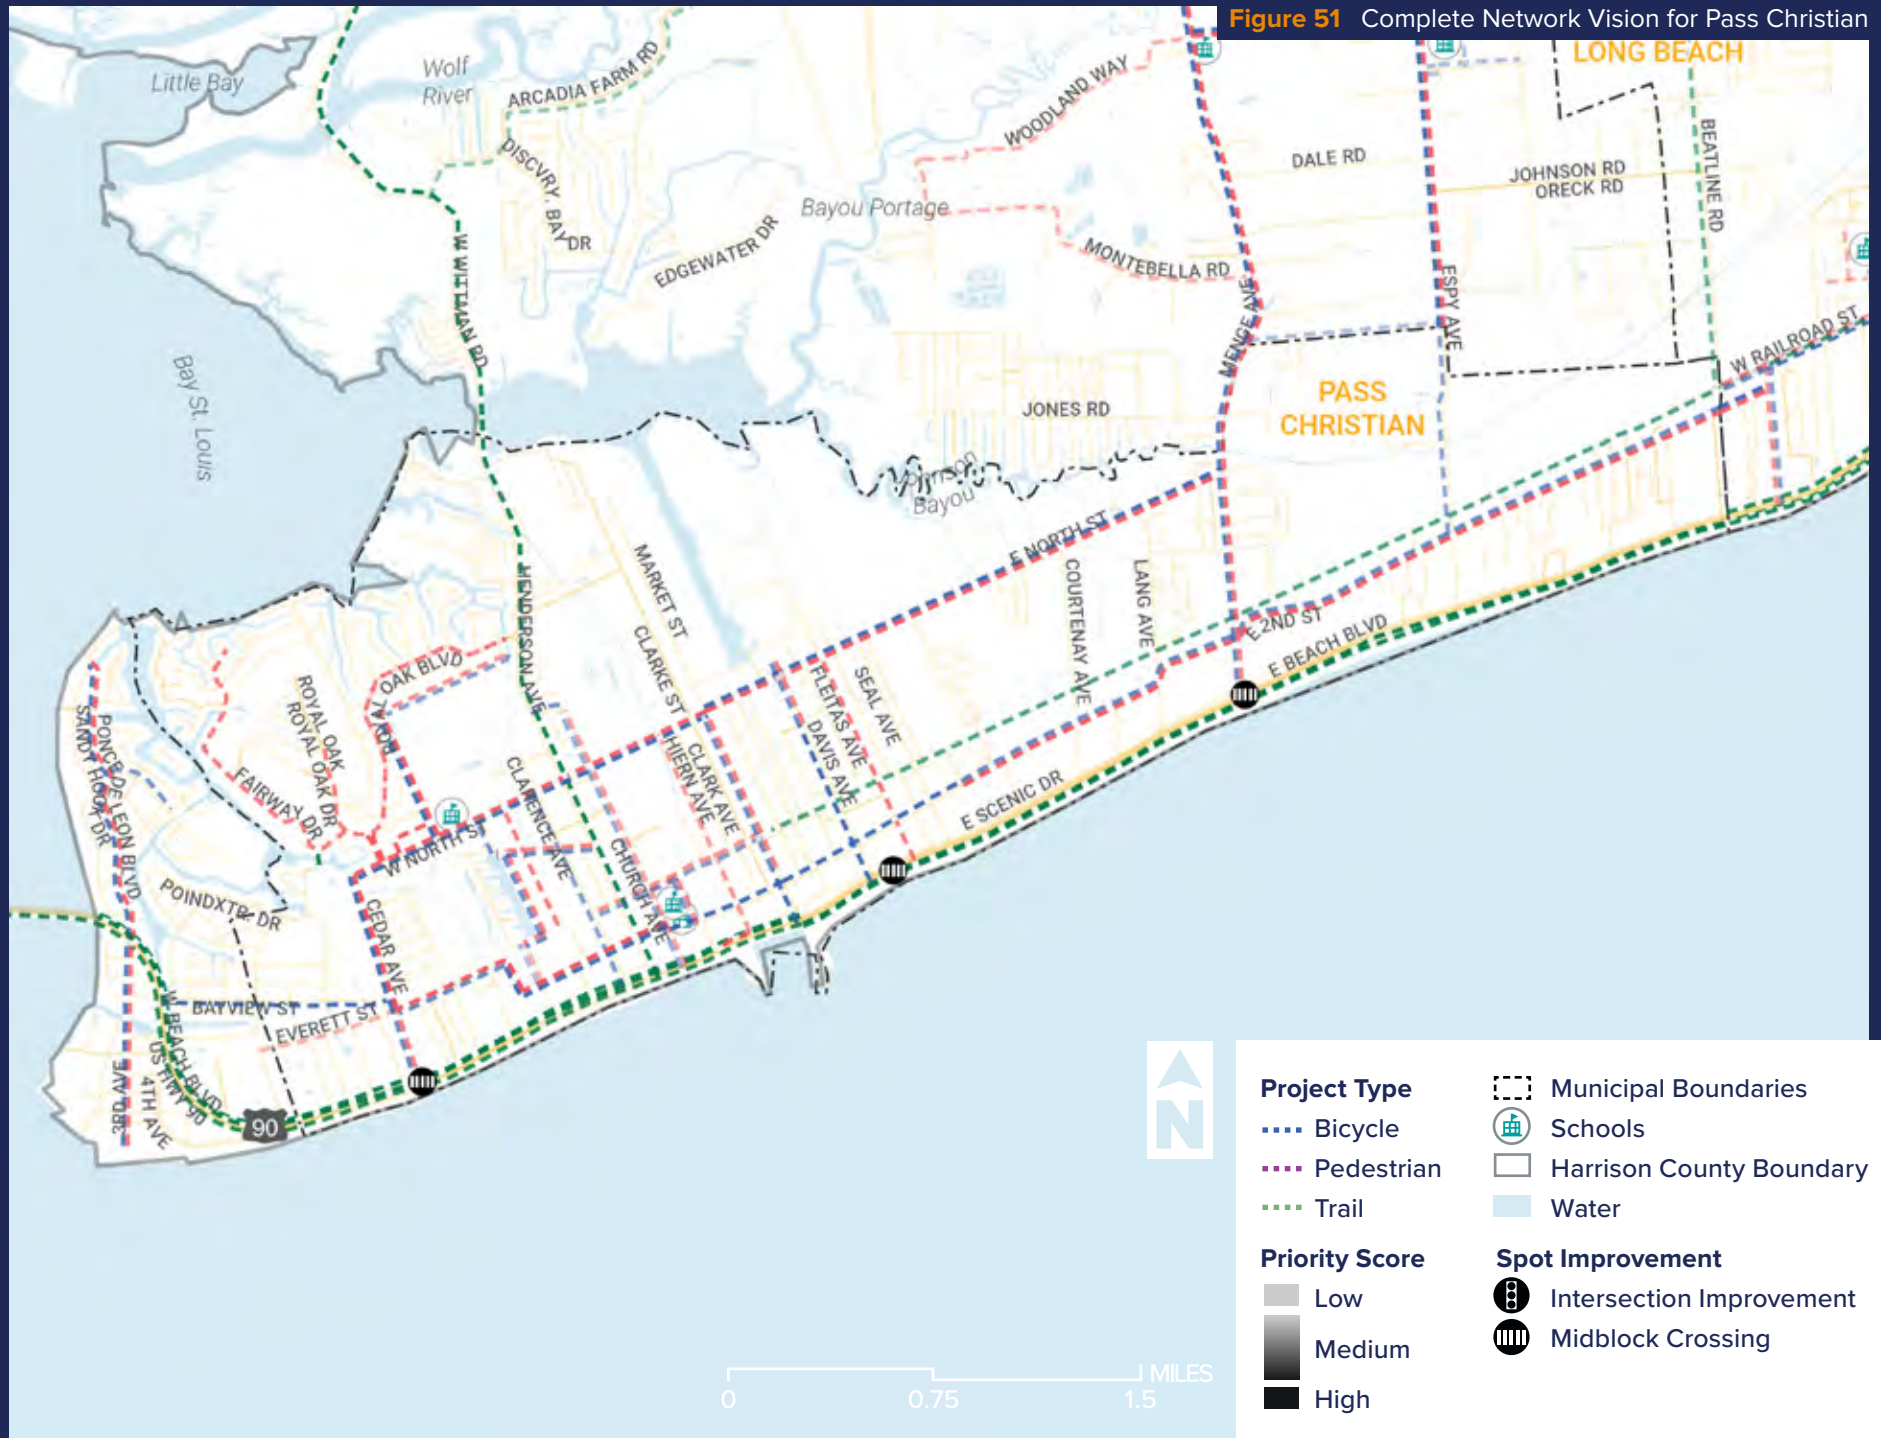 Figure 51 Complete Network Vision for Pass Christian
LONG BEACH
Little Bay
Wolf
River
ARCADIA FARM RD
WOODLAND WAY
DISCVRY. BAY DR
DALE RD
JOHNSON RD
ORECK RD
BEATLINE RD
Bayou Portage
EDGEWATER DR
MONTEBELLA RD
W WITTMAN RD
MENGE AVE
ESPY AVE
W RAILROAD ST
Bay St. Louis
PASS
CHRISTIAN
JONES RD
Johnson
Bayou
E NORTH ST
MARKET ST
COURTENAY AVE
LANG AVE
HENDERSON AVE
E 2ND ST
E BEACH BLVD
CLARKE ST
OAK BLVD
ROYAL
ROYAL OAK
ROYAL OAK DR
SEAL AVE
FLEITAS AVE
DAVIS AVE
SANDY HOOK DR
PONCE DE LEON BLVD
FAIRWAY DR
CLARENCE AVE
HIERN AVE
CLARK AVE
W NORTH ST
E SCENIC DR
CHURCH AVE
POINDXTR. DR
CEDAR AVE
BAYVIEW ST
EVERETT ST
W BEACH BLVD
US HWY 90
3RD AVE
4TH AVE
90
N
Project Type
Bicycle
Pedestrian
Trail
Priority Score
Low
Medium
High
Municipal Boundaries
Schools
Harrison County Boundary
Water
Spot Improvement
Intersection Improvement
Midblock Crossing
MILES
0 0.75 1.5